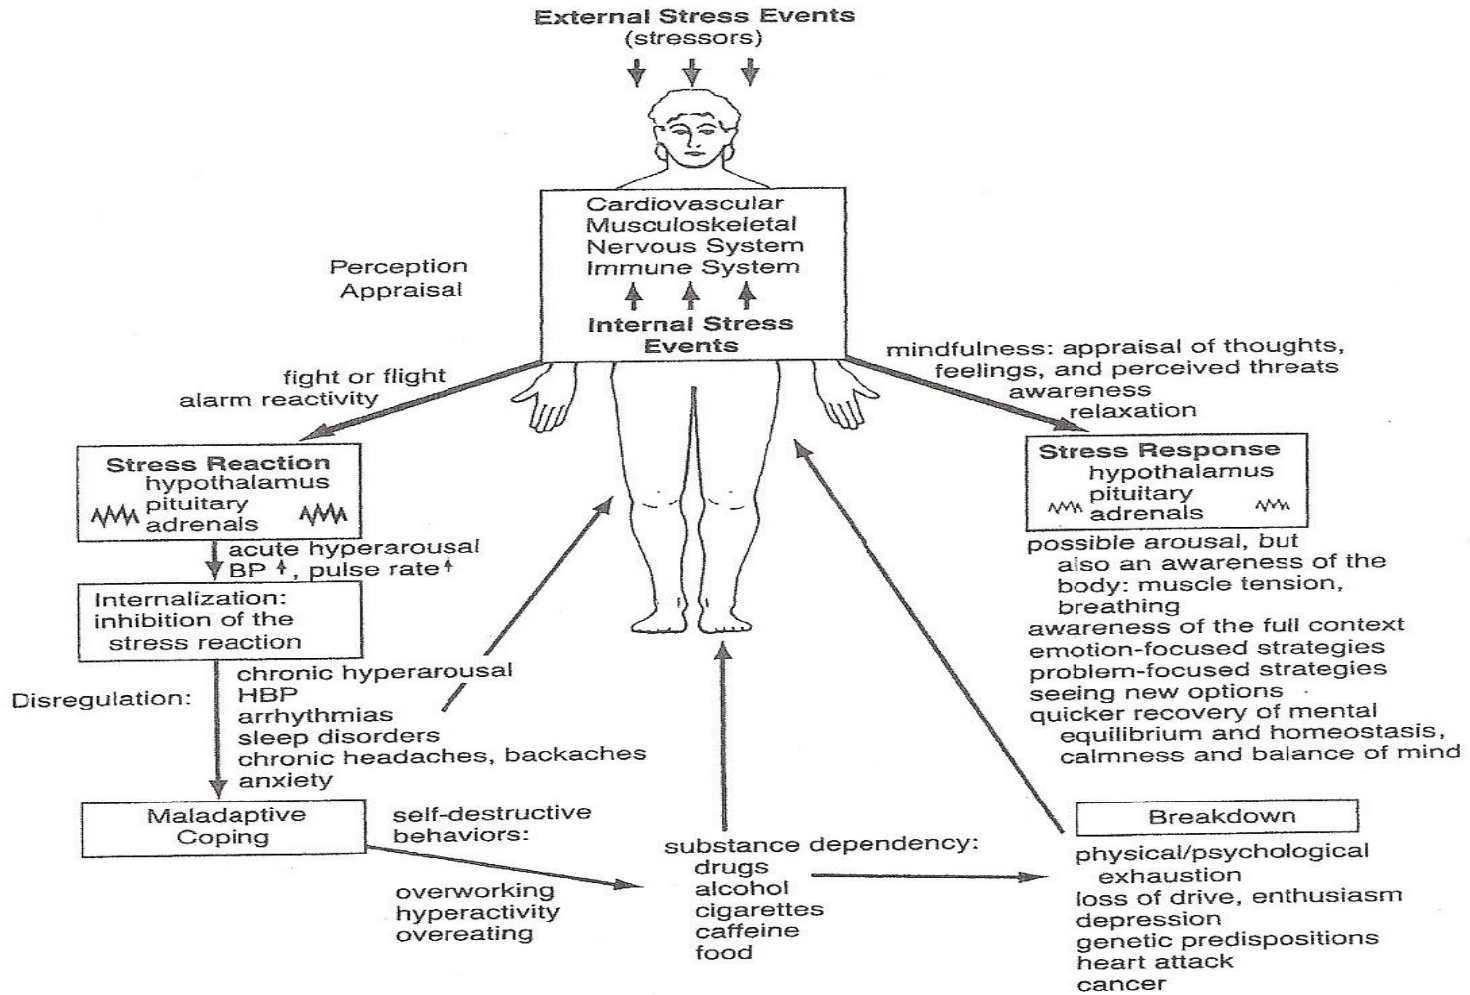 External Stress Events
(stressors)
Cardiovascular
Musculoskeletal
Nervous System
Immune System
Internal Stress
Events
Perception
Appraisal
fight or flight
alarm reactivity
mindfulness: appraisal of thoughts,
feelings, and perceived threats
awareness
relaxation
Stress Reaction
hypothalamus
pituitary
adrenals
acute hyperarousal
BP ↑, pulse rate ↑
Internalization:
inhibition of the
stress reaction
Disregulation:
chronic hyperarousal
HBP
arrhythmias
sleep disorders
chronic headaches, backaches
anxiety
Maladaptive
Coping
self-destructive
behaviors:
overworking
hyperactivity
overeating
substance dependency:
drugs
alcohol
cigarettes
caffeine
food
Stress Response
hypothalamus
pituitary
adrenals
possible arousal, but
also an awareness of the
body: muscle tension,
breathing
awareness of the full context
emotion-focused strategies
problem-focused strategies
seeing new options
quicker recovery of mental
equilibrium and homeostasis,
calmness and balance of mind
Breakdown
physical/psychological
exhaustion
loss of drive, enthusiasm
depression
genetic predispositions
heart attack
cancer